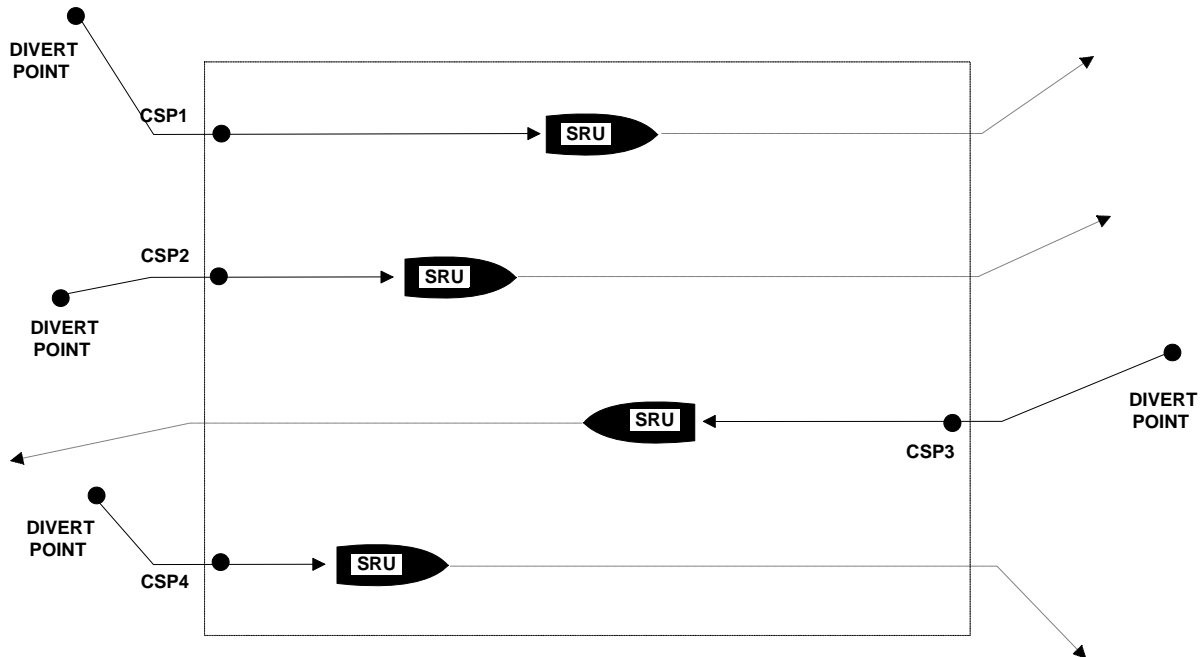 DIVERT
POINT
CSP1
SRU
CSP2
SRU
DIVERT
POINT
SRU
DIVERT
POINT
CSP3
DIVERT
POINT
SRU
CSP4